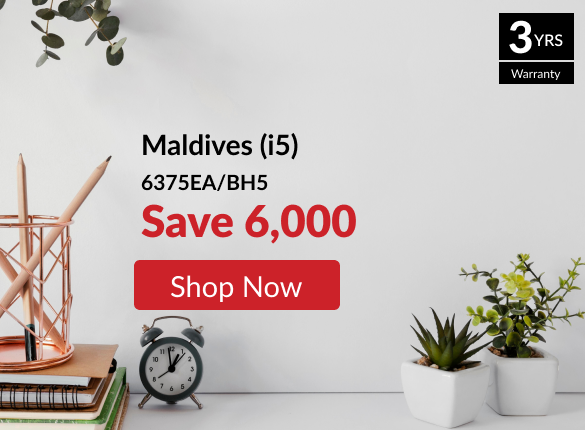 3 YRS
Warranty
Maldives (i5)
6375EA/BH5
Save 6,000
Shop Now